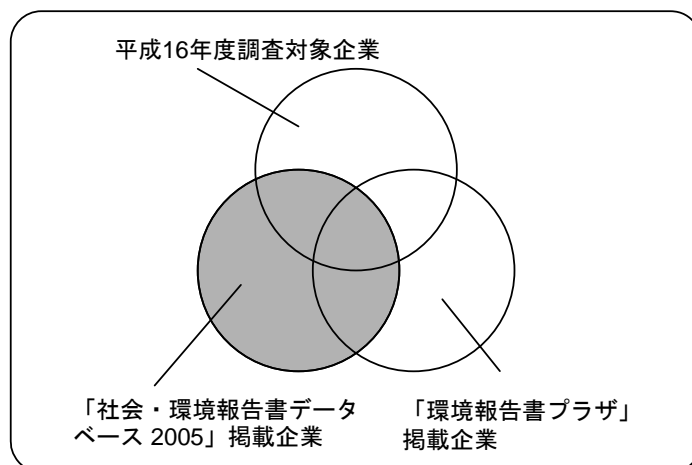 平成16年度調査対象企業
「社会・環境報告書データ
ベース 2005」掲載企業
「環境報告書プラザ」
掲載企業